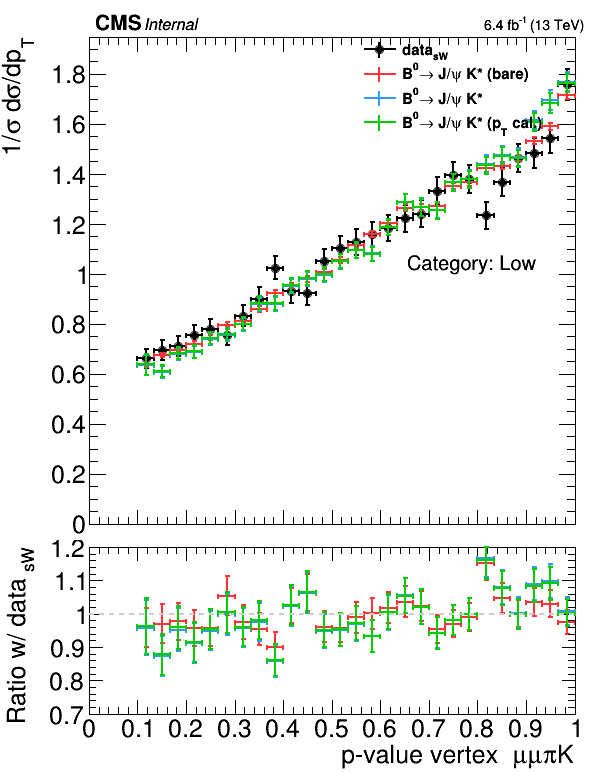 CMS Internal 6.4 fb⁻¹ (13 TeV)
1/σ dσ/dp_T
data_sW
B⁰→ J/ψ K* (bare)
B⁰→ J/ψ K*
B⁰→ J/ψ K* (p_T cal.)
Category: Low
1.8
1.6
1.4
1.2
1
0.8
0.6
0.4
0.2
0
Ratio w/ data sW
1.2
1.1
1
0.9
0.8
0.7
0 0.1 0.2 0.3 0.4 0.5 0.6 0.7 0.8 0.9 1
p-value vertex μμπK